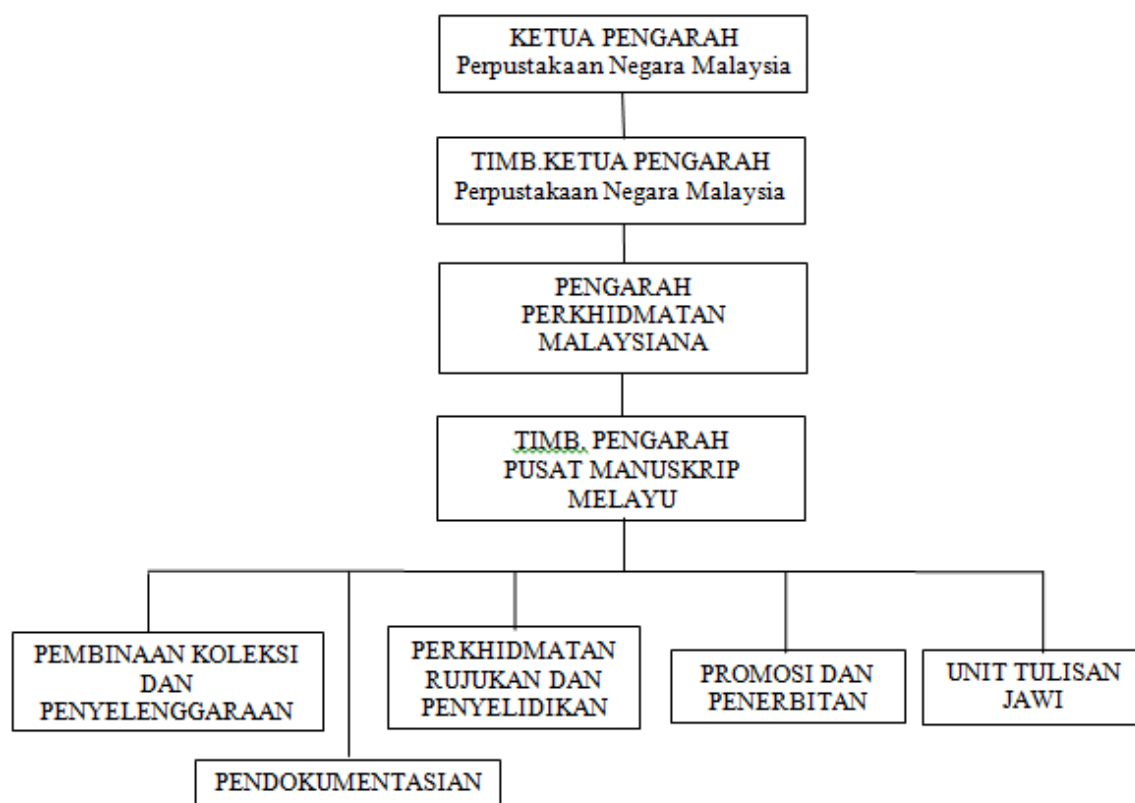 KETUA PENGARAH
Perpustakaan Negara Malaysia
TIMB.KETUA PENGARAH
Perpustakaan Negara Malaysia
PENGARAH
PERKHIDMATAN
MALAYSIANA
TIMB. PENGARAH
PUSAT MANUSKRIP
MELAYU
PEMBINAAN KOLEKSI
DAN
PENYELENGGARAAN
PENDOKUMENTASIAN
PERKHIDMATAN
RUJUKAN DAN
PENYELIDIKAN
PROMOSI DAN
PENERBITAN
UNIT TULISAN
JAWI